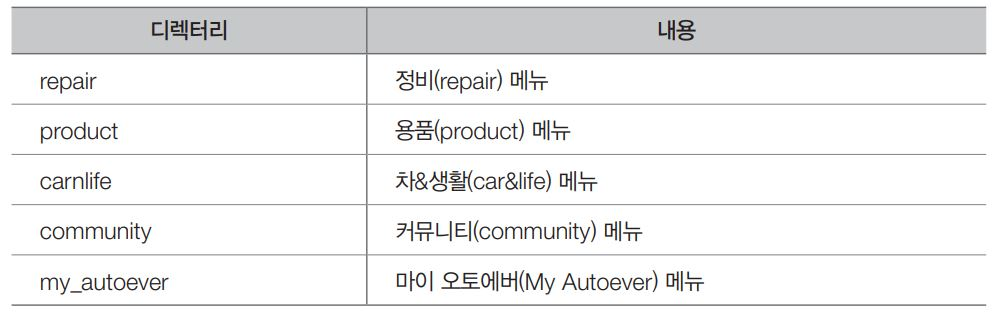 디렉터리 내용
repair 정비(repair) 메뉴
product 용품(product) 메뉴
carnlife 차&생활(car&life) 메뉴
community 커뮤니티(community) 메뉴
my_autoever 마이 오토에버(My Autoever) 메뉴